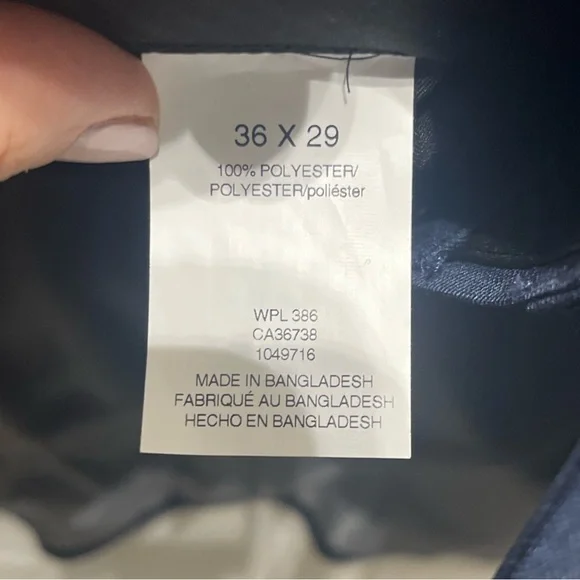 36 X 29
100% POLYESTER/
POLYESTER/poliéster
WPL 386
CA36738
1049716
MADE IN BANGLADESH
FABRIQUÉ AU BANGLADESH
HECHO EN BANGLADESH